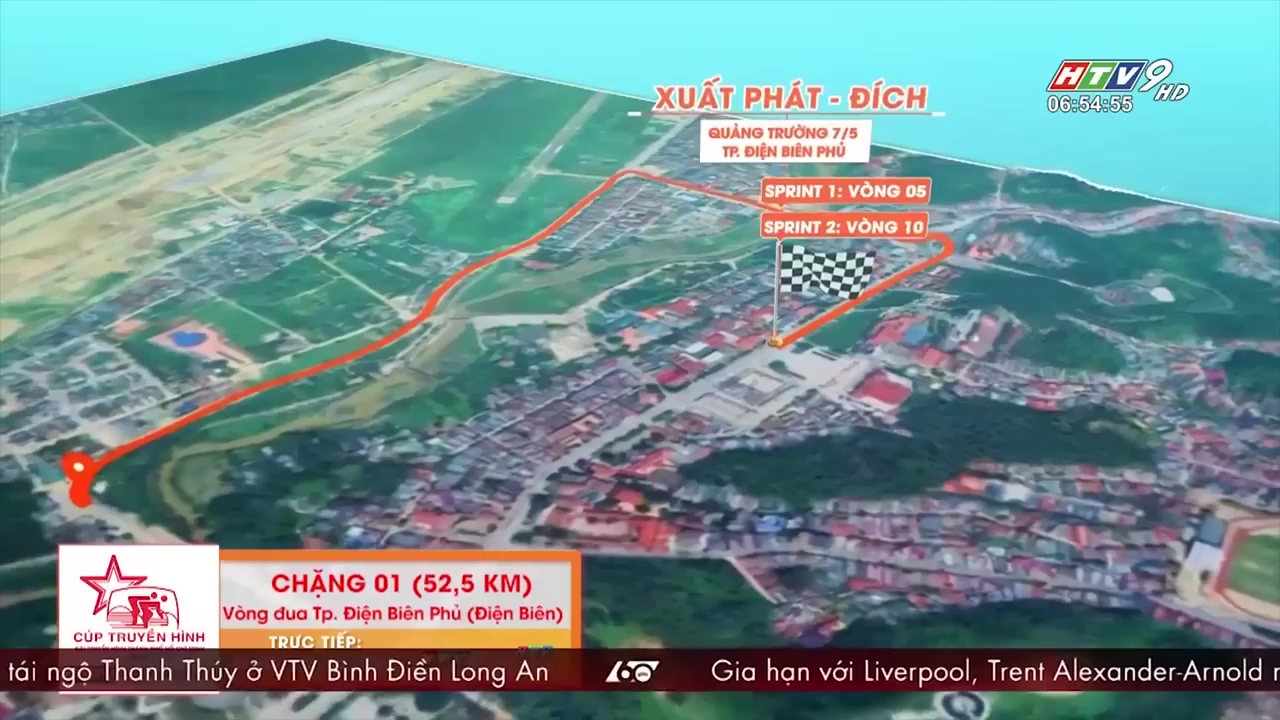 XUẤT PHÁT - ĐÍCH
HTV9 HD
06:54:55
QUẢNG TRƯỜNG 7/5
TP. ĐIỆN BIÊN PHỦ
SPRINT 1: VÒNG 05
SPRINT 2: VÒNG 10
CHẶNG 01 (52,5 KM)
Vòng đua Tp. Điện Biên Phủ (Điện Biên)
CÚP TRUYỀN HÌNH
TRỰC TIẾP:
tái ngộ Thanh Thúy ở VTV Bình Điền Long An
60 giây
Gia hạn với Liverpool, Trent Alexander-Arnold